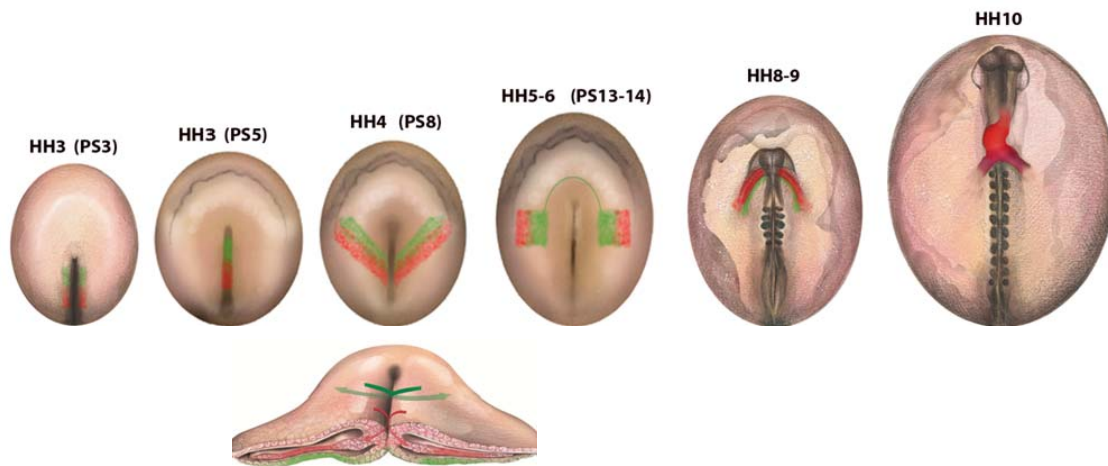 HH3 (PS3)
HH3 (PS5)
HH4 (PS8)
HH5-6 (PS13-14)
HH8-9
HH10